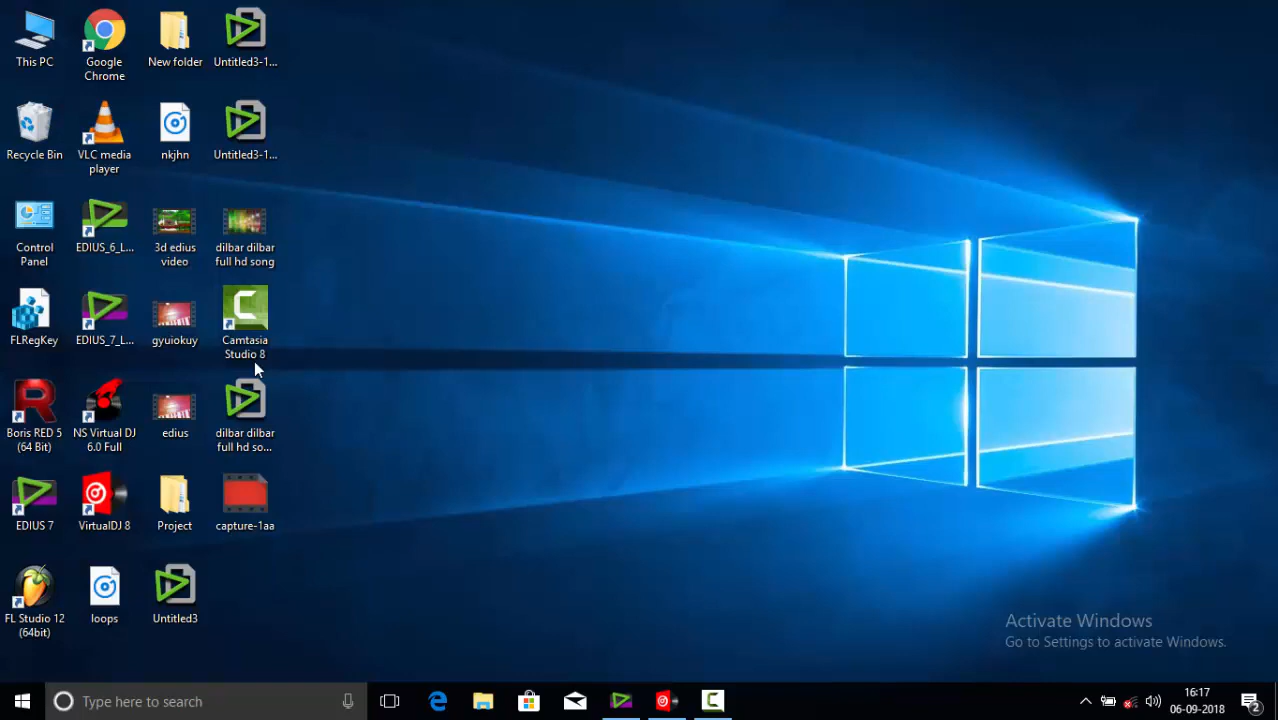 This PC
Google
Chrome
New folder
Untitled3-1...
Recycle Bin
VLC media
player
nkjhn
Untitled3-1...
Control
Panel
EDIUS_6_L...
3d edius
video
dilbar dilbar
full hd song
FLRegKey
EDIUS_7_L...
gyuiokuy
Camtasia
Studio 8
Boris RED 5
(64 Bit)
NS Virtual DJ
6.0 Full
edius
dilbar dilbar
full hd so...
EDIUS 7
VirtualDJ 8
Project
capture-1aa
FL Studio 12
(64bit)
loops
Untitled3
Activate Windows
Go to Settings to activate Windows.
Type here to search
16:17
06-09-2018
2